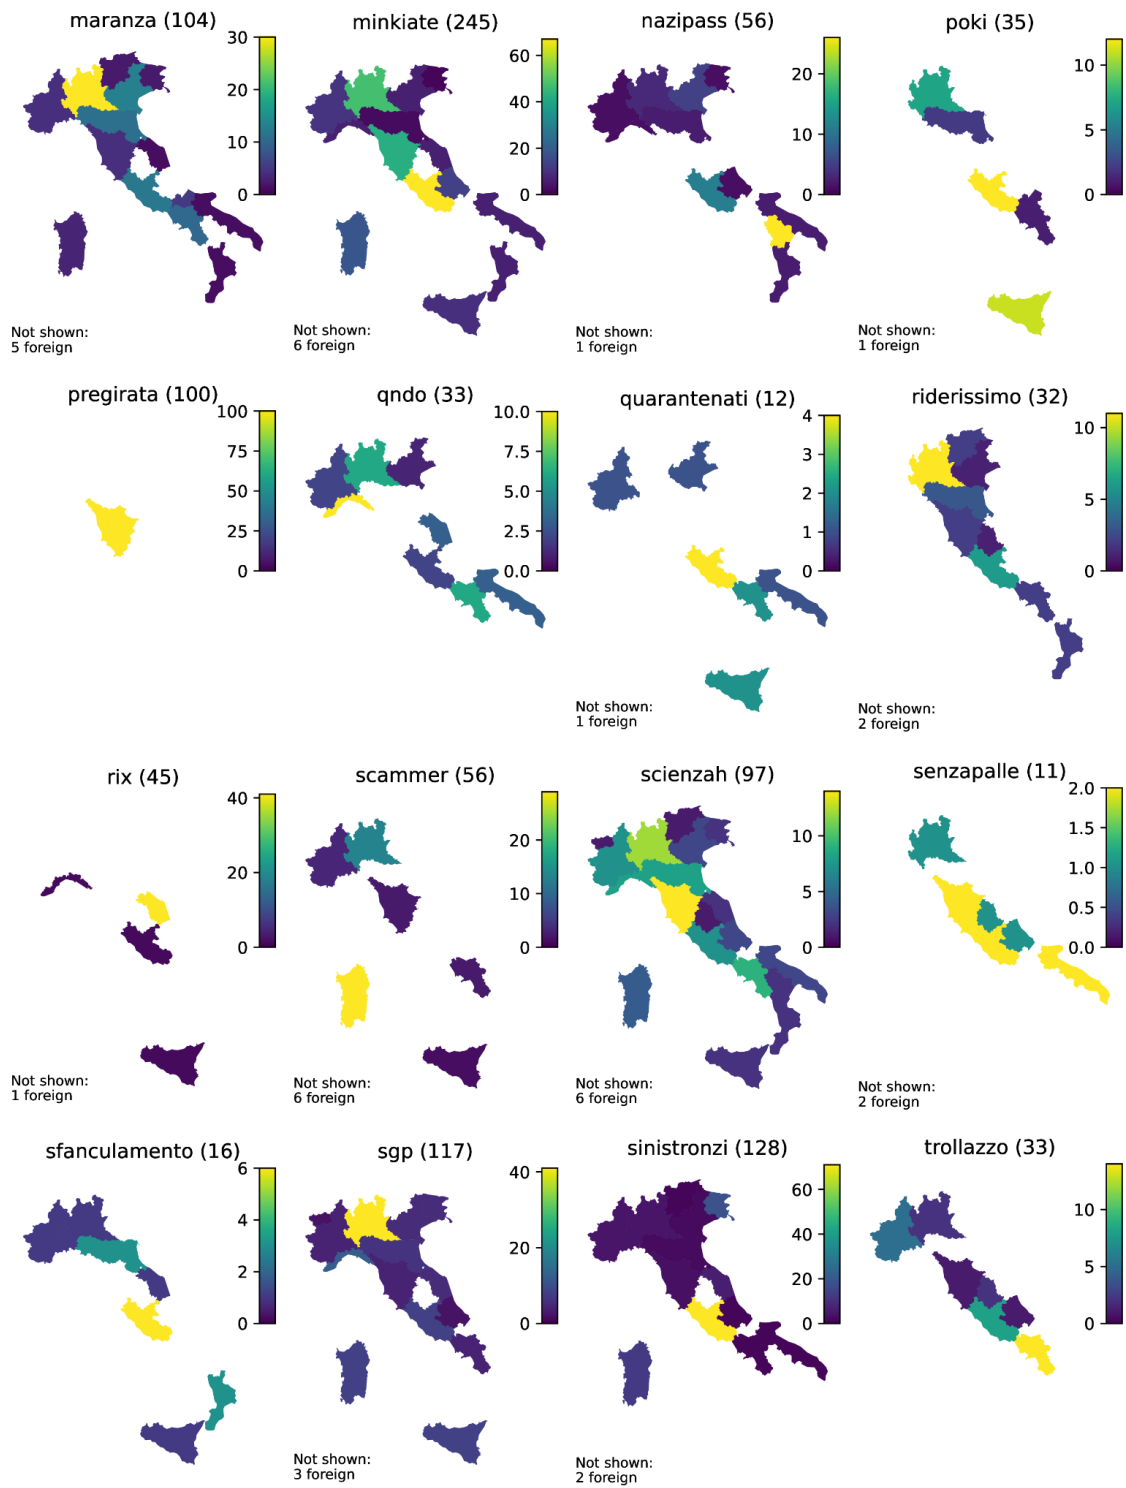 maranza (104)
30
20
10
0
Not shown:
5 foreign
minkiate (245)
60
40
20
0
Not shown:
6 foreign
nazipass (56)
20
10
0
Not shown:
1 foreign
poki (35)
10
5
0
Not shown:
1 foreign
pregirata (100)
100
75
50
25
0
qndo (33)
10.0
7.5
5.0
2.5
0.0
quarantenati (12)
4
3
2
1
0
Not shown:
1 foreign
riderissimo (32)
10
5
0
Not shown:
2 foreign
rix (45)
40
20
0
Not shown:
1 foreign
scammer (56)
20
10
0
Not shown:
6 foreign
scienzah (97)
10
5
0
Not shown:
6 foreign
senzapalle (11)
2.0
1.5
1.0
0.5
0.0
Not shown:
2 foreign
sfanculamento (16)
6
4
2
0
sgp (117)
40
20
0
Not shown:
3 foreign
sinistronzi (128)
60
40
20
0
Not shown:
2 foreign
trollazzo (33)
10
5
0